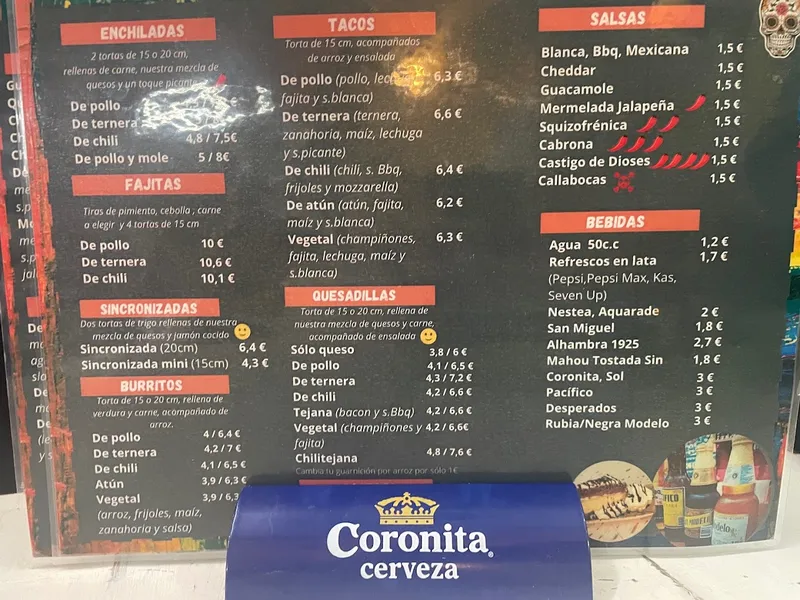 ENCHILADAS
2 tortas de 15 o 20 cm,
rellenas de carne, nuestra mezcla de
quesos y un toque picante
De pollo
De ternera
De chili 4,8 / 7,5€
De pollo y mole 5 / 8€
FAJITAS
Tiras de pimiento, cebolla , carne
a elegir y 4 tortas de 15 cm
De pollo 10 €
De ternera 10,6 €
De chili 10,1 €
SINCRONIZADAS
Dos tortas de trigo rellenas de nuestra
mezcla de quesos y jamón cocido
Sincronizada (20cm) 6,4 €
Sincronizada mini (15cm) 4,3 €
BURRITOS
Torta de 15 o 20 cm, rellena de
verdura y carne, acompañado de
arroz.
De pollo 4 / 6,4 €
De ternera 4,2 / 7 €
De chili 4,1 / 6,5 €
Atún 3,9 / 6,3 €
Vegetal 3,9 / 6,3
(arroz, frijoles, maíz,
zanahoria y salsa)
TACOS
Torta de 15 cm, acompañados
de arroz y ensalada
De pollo (pollo, 6,3 €
fajita y s.blanca)
De ternera (ternera, 6,6 €
zanahoria, maíz, lechuga
y s.picante)
De chili (chili, s. Bbq, 6,4 €
frijoles y mozzarella)
De atún (atún, fajita, 6,2 €
maíz y s.blanca)
Vegetal (champiñones, 6,3 €
fajita, lechuga, maíz y
s.blanca)
QUESADILLAS
Torta de 15 o 20 cm, rellena de
nuestra mezcla de quesos y carne,
acompañado de ensalada
Sólo queso 3,8 / 6 €
De pollo 4,1 / 6,5 €
De ternera 4,3 / 7,2 €
De chili 4,2 / 6,6 €
Tejana (bacon y s.Bbq) 4,2 / 6,6 €
Vegetal (champiñones y 4,2 / 6,6€
fajita)
Chilitejana 4,8 / 7,6 €
Cambia tu guarnición por arroz por sólo 1€
SALSAS
Blanca, Bbq, Mexicana 1,5 €
Cheddar 1,5 €
Guacamole 1,5 €
Mermelada Jalapeña 1,5 €
Squizofrénica 1,5 €
Cabrona 1,5 €
Castigo de Dioses 1,5 €
Callabocas 1,5 €
BEBIDAS
Agua 50c.c 1,2 €
Refrescos en lata 1,7 €
(Pepsi,Pepsi Max, Kas,
Seven Up)
Nestea, Aquarade 2 €
San Miguel 1,8 €
Alhambra 1925 2,7 €
Mahou Tostada Sin 1,8 €
Coronita, Sol 3 €
Pacífico 3 €
Desperados 3 €
Rubia/Negra Modelo 3 €
Coronita
cerveza